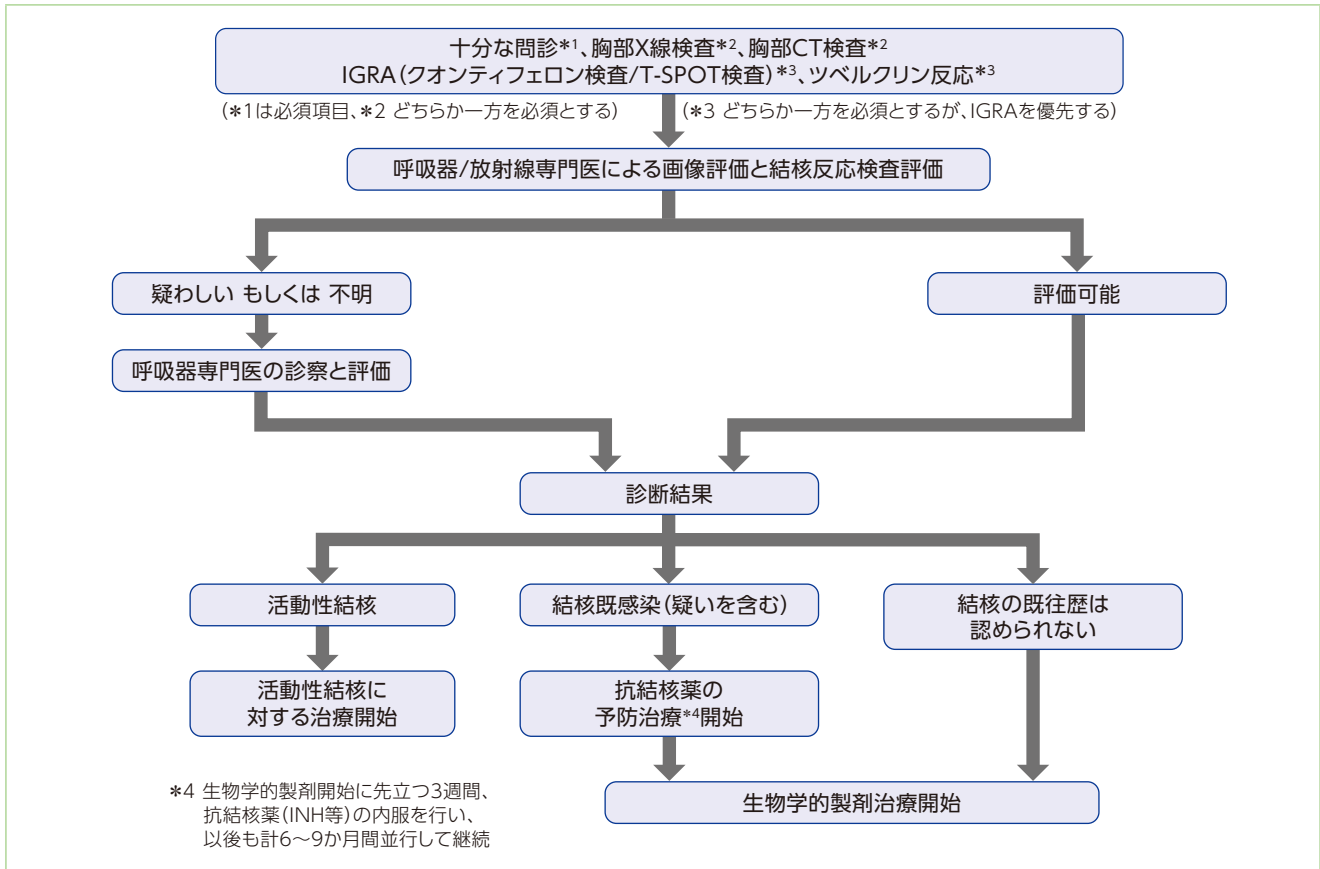 十分な問診*1、胸部X線検査*2、胸部CT検査*2
IGRA(クオンティフェロン検査/T-SPOT検査)*3、ツベルクリン反応*3
(*1は必須項目、*2 どちらか一方を必須とする)
(*3 どちらか一方を必須とするが、IGRAを優先する)
呼吸器/放射線専門医による画像評価と結核反応検査評価
疑わしい もしくは 不明
評価可能
呼吸器専門医の診察と評価
診断結果
活動性結核
結核既感染(疑いを含む)
結核の既往歴は
認められない
活動性結核に
対する治療開始
抗結核薬の
予防治療*4開始
*4 生物学的製剤開始に先立つ3週間、
抗結核薬(INH等)の内服を行い、
以後も計6〜9か月間並行して継続
生物学的製剤治療開始